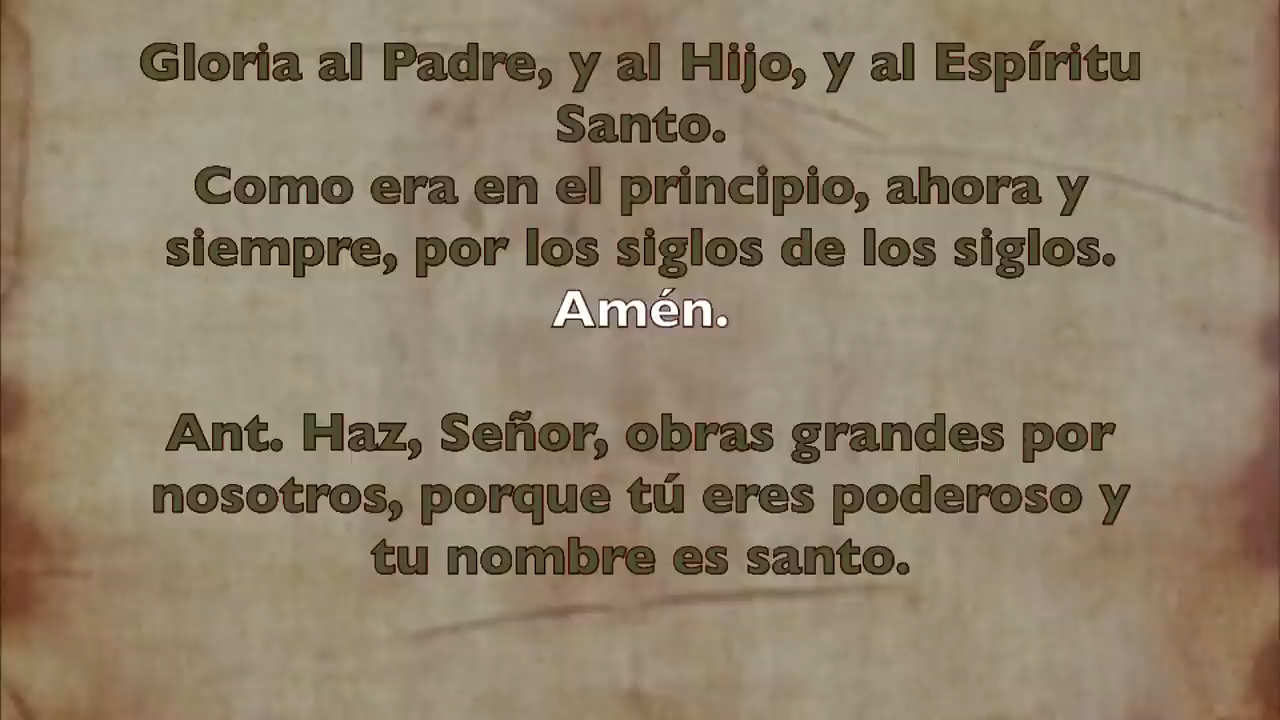 Gloria al Padre, y al Hijo, y al Espíritu
Santo.
Como era en el principio, ahora y
siempre, por los siglos de los siglos.
Amén.
Ant. Haz, Señor, obras grandes por
nosotros, porque tú eres poderoso y
tu nombre es santo.